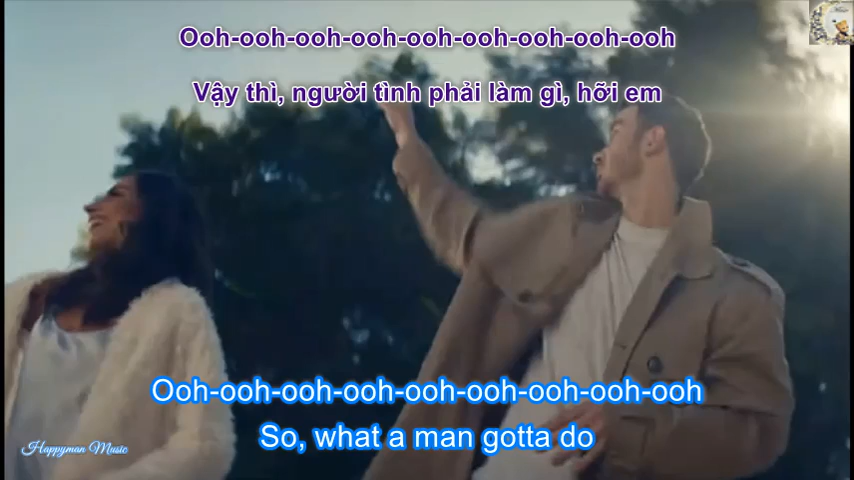 Ooh-ooh-ooh-ooh-ooh-ooh-ooh-ooh-ooh
Vậy thì, người tình phải làm gì, hỡi em
Ooh-ooh-ooh-ooh-ooh-ooh-ooh-ooh-ooh
So, what a man gotta do
Happyman Music